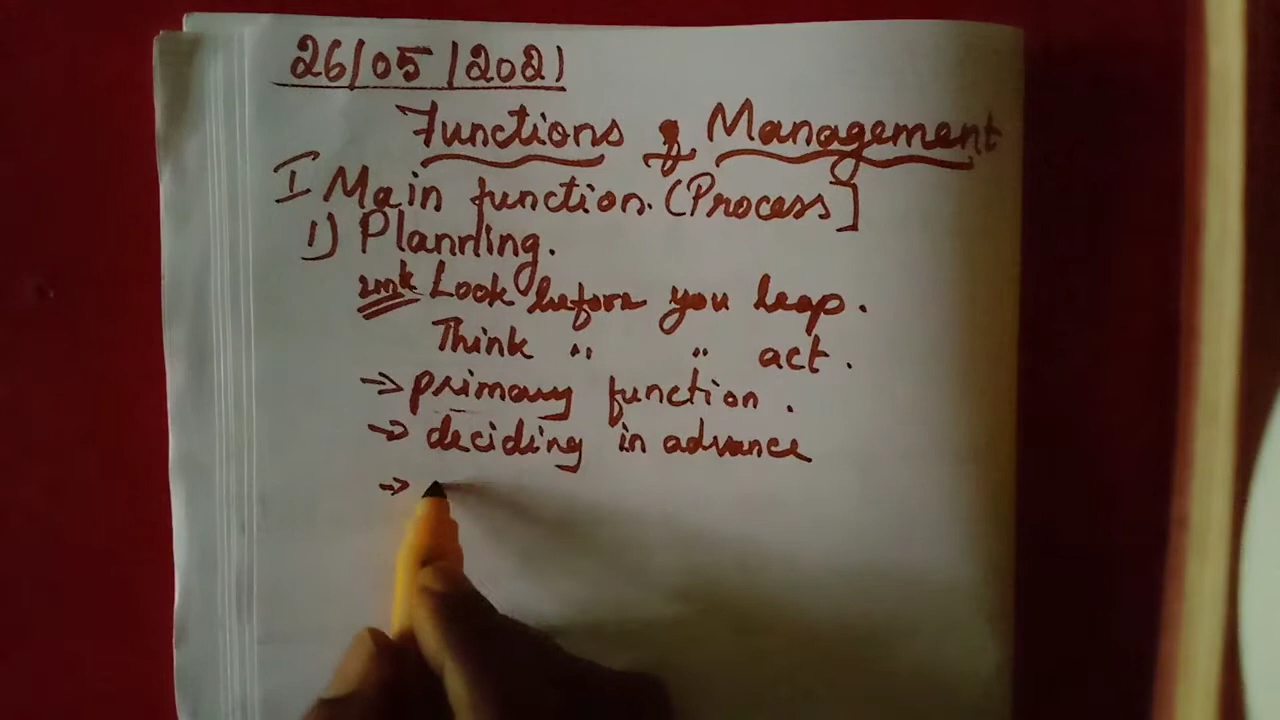 26/05/2021
Functions of Management
I Main function. (Process]
1) Planning.
2mk Look before you leap.
Think " " act.
→ primary function.
→ deciding in advance
→